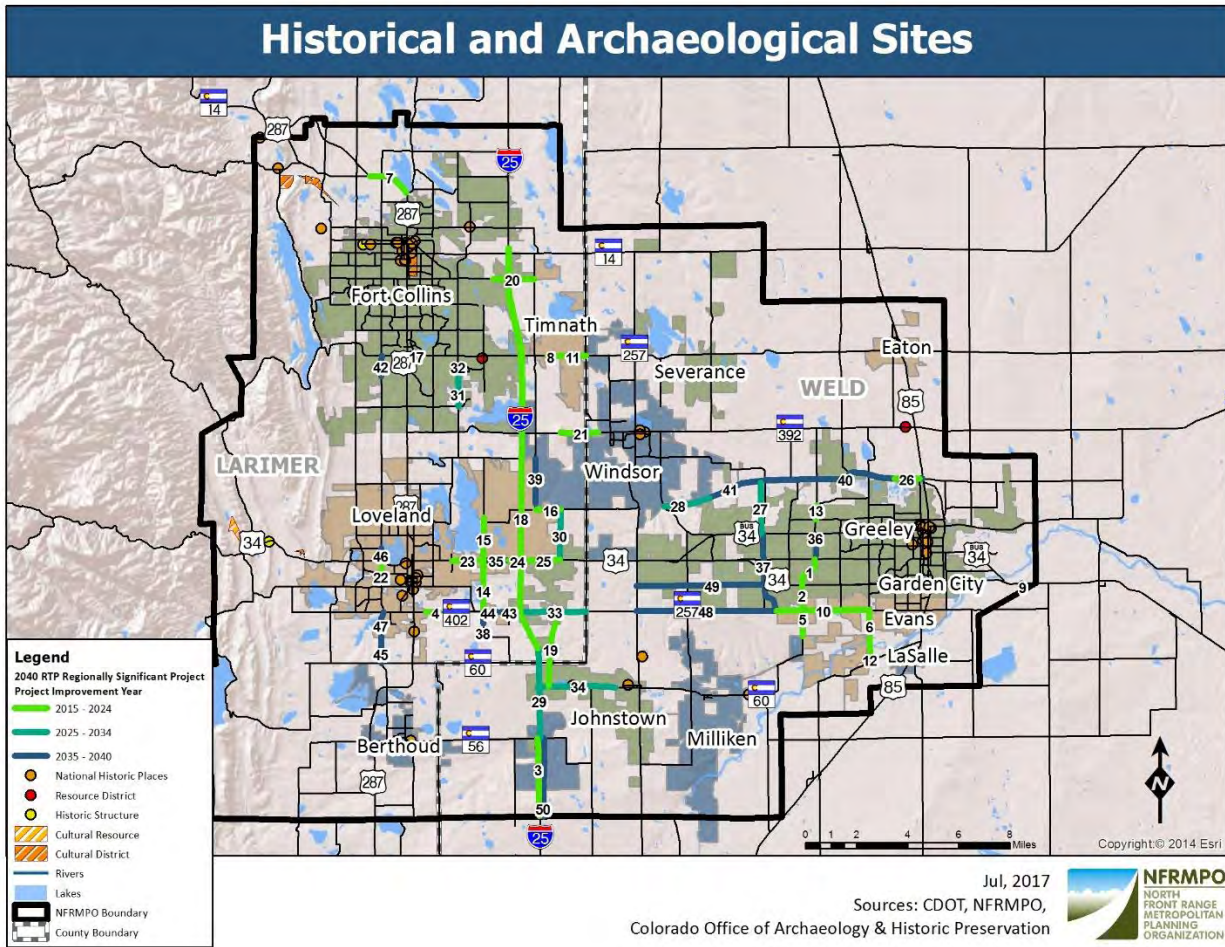 Historical and Archaeological Sites
14
287
25
7
287
14
20
Fort Collins
Timnath
257
Eaton
42
287
17
32
8
11
Severance
WELD
31
85
25
21
392
LARIMER
Windsor
39
41
40
26
287
28
27
13
Loveland
18
16
BUS
34
Greeley
15
30
36
BUS
34
34
46
23
35
24
25
34
37
34
Garden City
22
14
49
1
9
2
4
402
44
43
33
257
48
10
Evans
47
38
5
6
45
60
19
12
LaSalle
34
60
85
29
Johnstown
Milliken
Berthoud
56
287
3
50
25
Legend
2040 RTP Regionally Significant Project
Project Improvement Year
2015 - 2024
2025 - 2034
2035 - 2040
National Historic Places
Resource District
Historic Structure
Cultural Resource
Cultural District
Rivers
Lakes
NFRMPO Boundary
County Boundary
N
0 1 2 4 6 8
Miles
Copyright:© 2014 Esri
Jul, 2017
Sources: CDOT, NFRMPO,
Colorado Office of Archaeology & Historic Preservation
NFRMPO
NORTH
FRONT RANGE
METROPOLITAN
PLANNING
ORGANIZATION